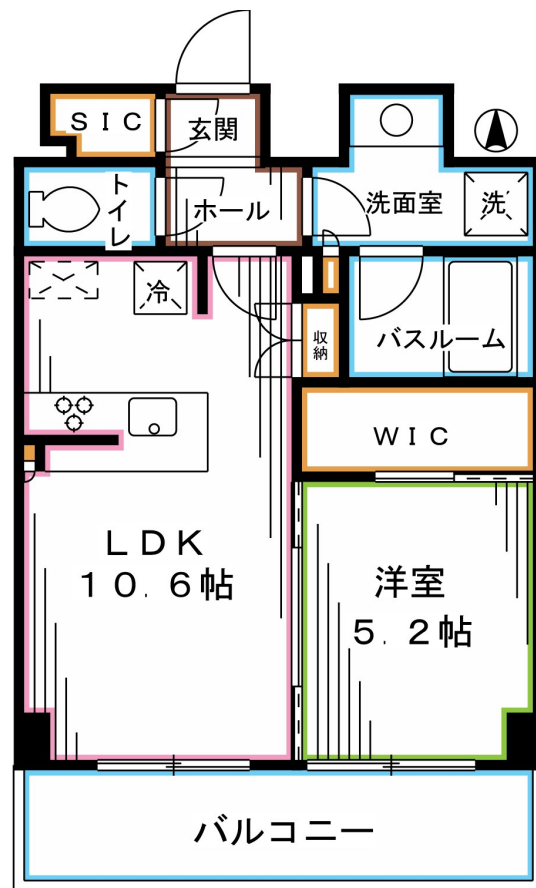 SIC
玄関
トイレ
ホール
洗面室
洗
冷
収納
バスルーム
WIC
LDK
10.6帖
洋室
5.2帖
バルコニー